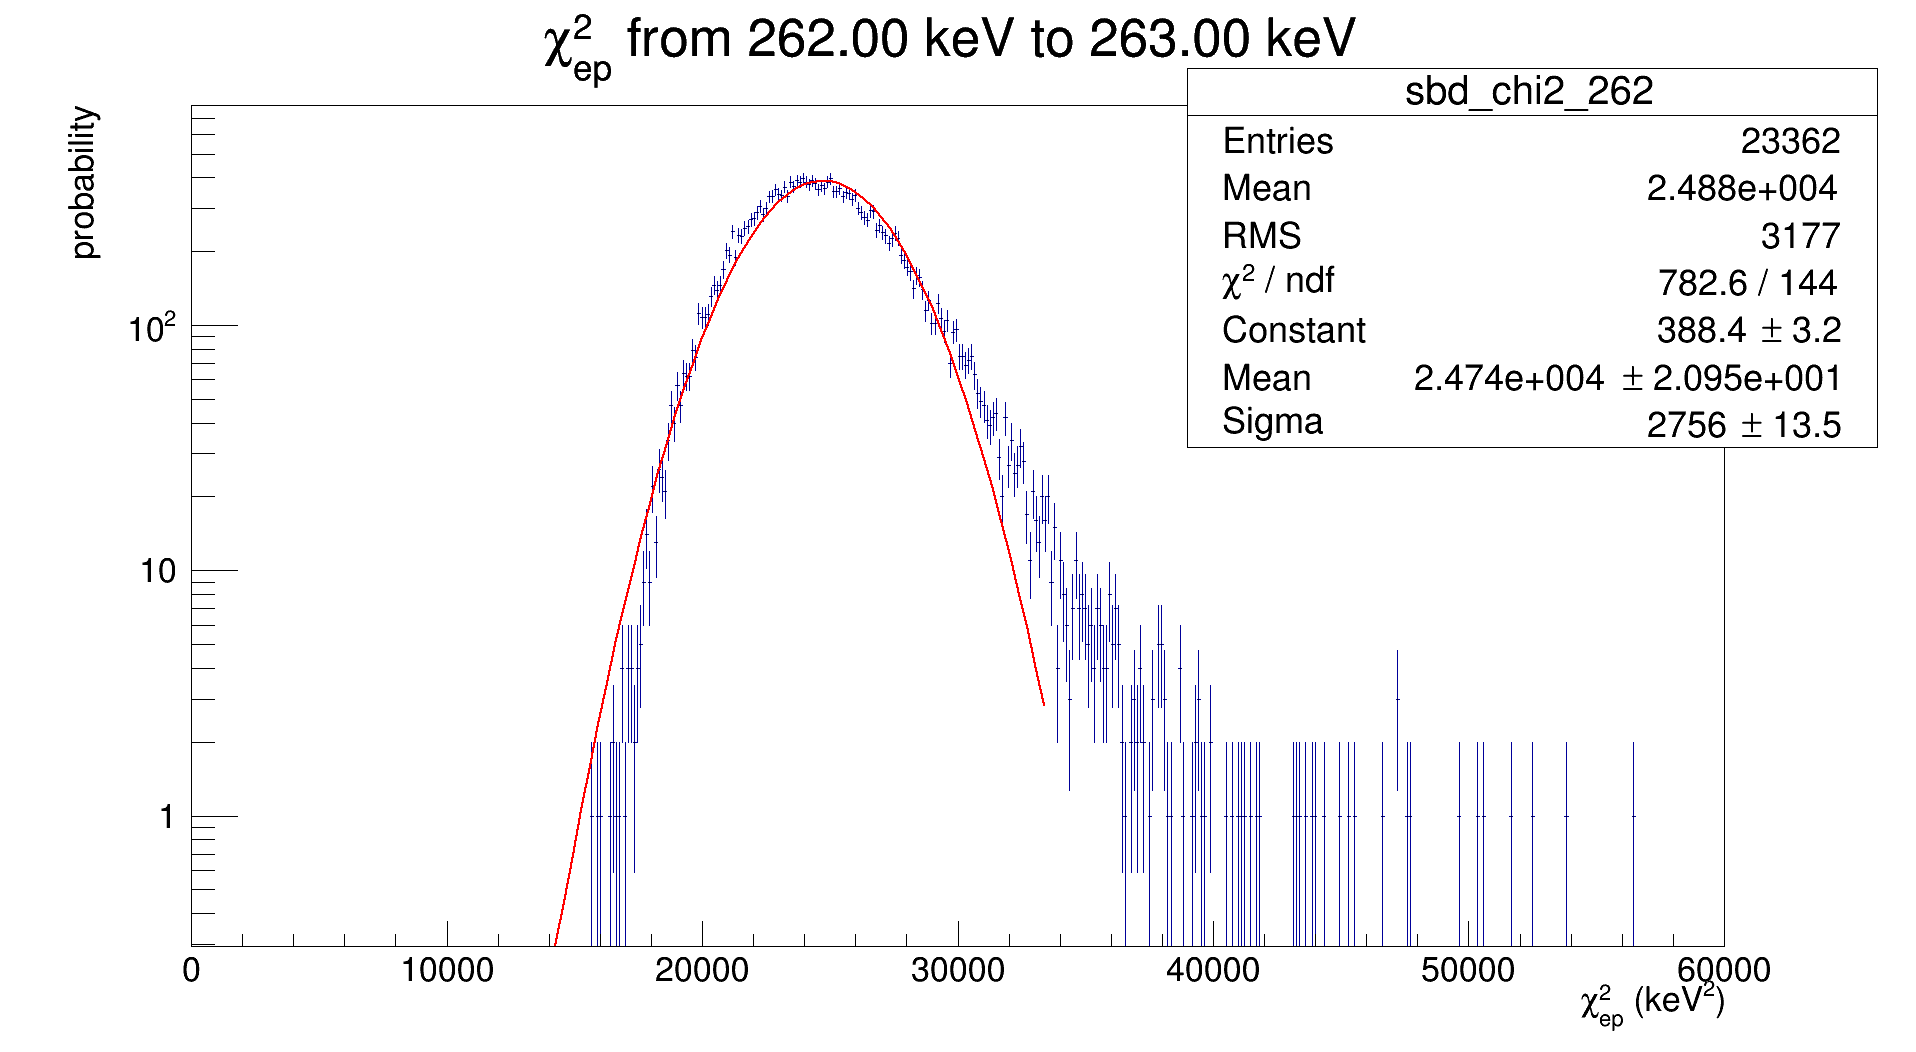 χ²ep from 262.00 keV to 263.00 keV
sbd_chi2_262
Entries 23362
Mean 2.488e+004
RMS 3177
χ² / ndf 782.6 / 144
Constant 388.4 ± 3.2
Mean 2.474e+004 ± 2.095e+001
Sigma 2756 ± 13.5
probability
10²
10
1
0 10000 20000 30000 40000 50000 60000
χ²ep (keV²)